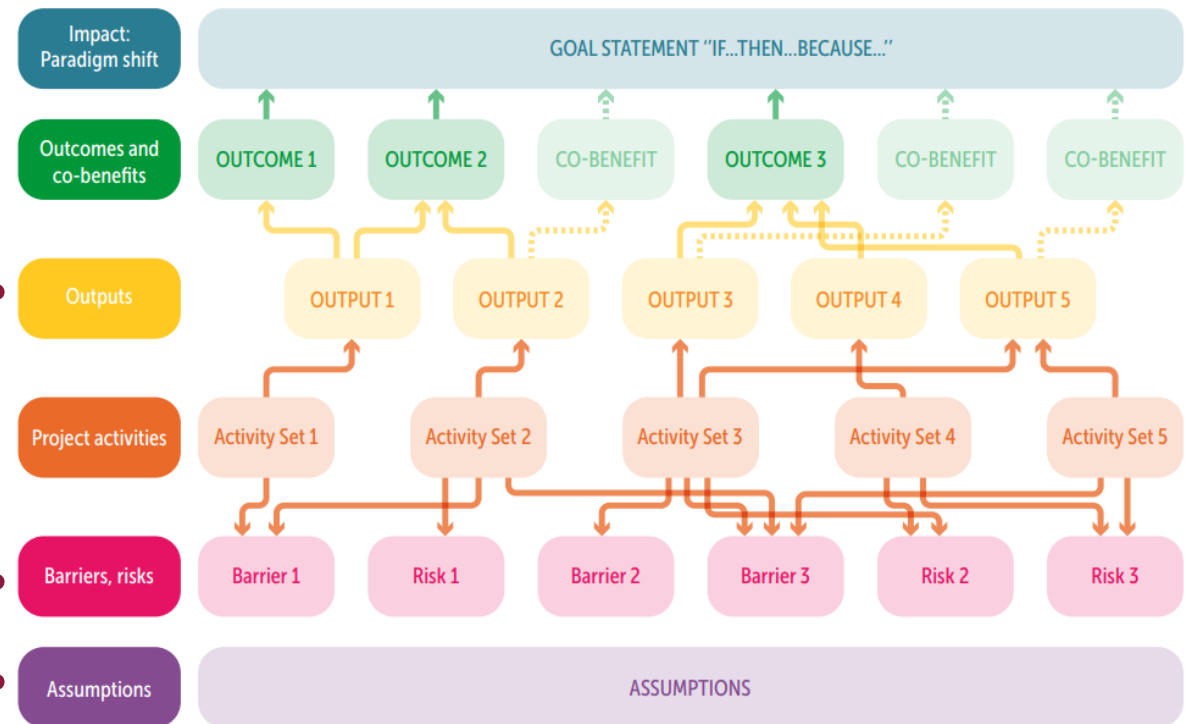 Impact:
Paradigm shift
GOAL STATEMENT "IF...THEN...BECAUSE..."
Outcomes and
co-benefits
OUTCOME 1
OUTCOME 2
CO-BENEFIT
OUTCOME 3
CO-BENEFIT
CO-BENEFIT
Outputs
OUTPUT 1
OUTPUT 2
OUTPUT 3
OUTPUT 4
OUTPUT 5
Project activities
Activity Set 1
Activity Set 2
Activity Set 3
Activity Set 4
Activity Set 5
Barriers, risks
Barrier 1
Risk 1
Barrier 2
Barrier 3
Risk 2
Risk 3
Assumptions
ASSUMPTIONS